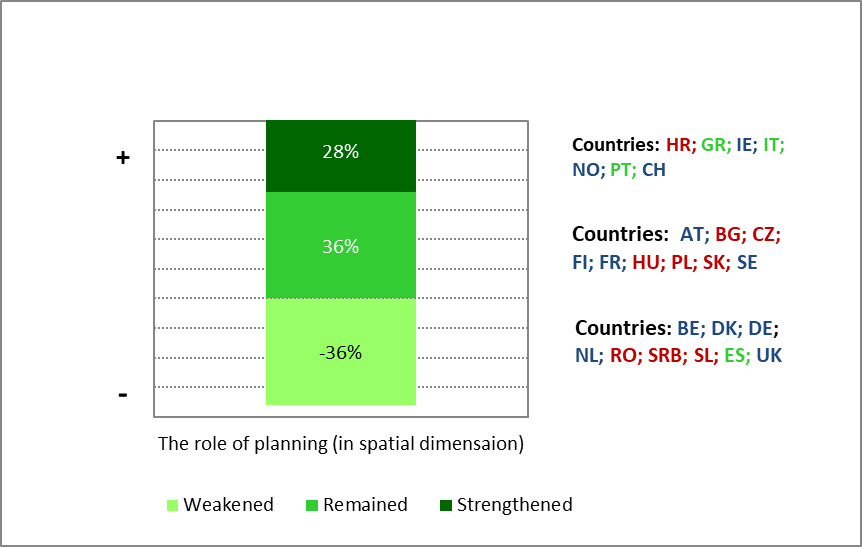 +
28%
Countries: HR; GR; IE; IT;
NO; PT; CH
36%
Countries: AT; BG; CZ;
FI; FR; HU; PL; SK; SE
-36%
Countries: BE; DK; DE;
NL; RO; SRB; SL; ES; UK
-
The role of planning (in spatial dimensaion)
Weakened Remained Strengthened